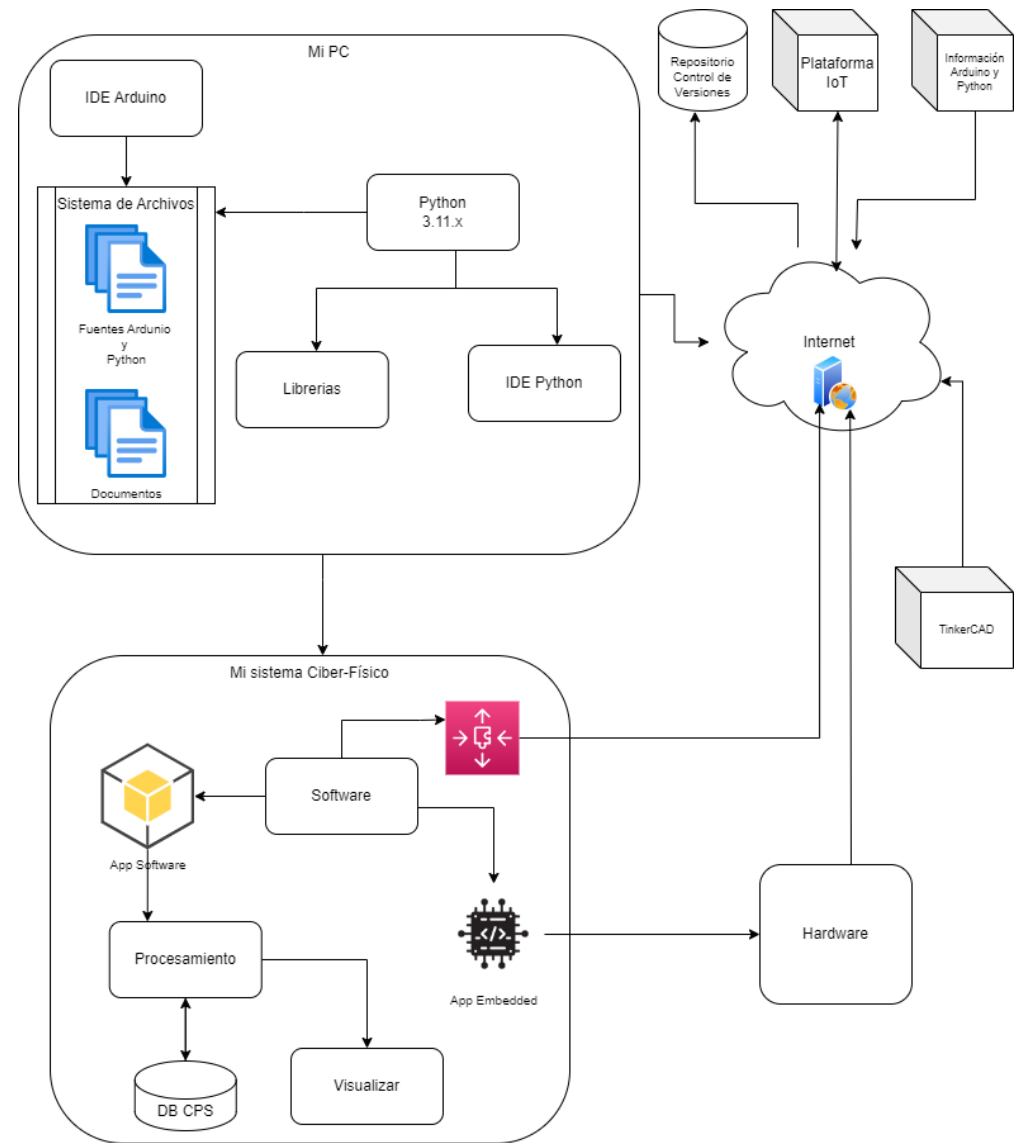 Mi PC
IDE Arduino
Sistema de Archivos
Fuentes Ardunio
y
Python
Documentos
Python
3.11.x
Librerias
IDE Python
Repositorio
Control de
Versiones
Plataforma
IoT
Información
Arduino y
Python
Internet
TinkerCAD
Mi sistema Ciber-Físico
Software
App Software
Procesamiento
DB CPS
Visualizar
</>
App Embedded
Hardware